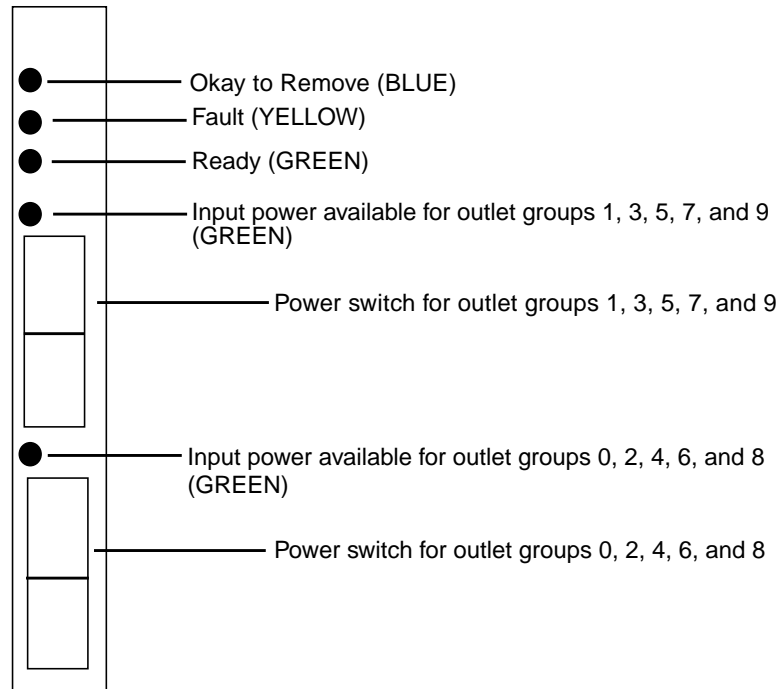 Okay to Remove (BLUE)
Fault (YELLOW)
Ready (GREEN)
Input power available for outlet groups 1, 3, 5, 7, and 9
(GREEN)
Power switch for outlet groups 1, 3, 5, 7, and 9
Input power available for outlet groups 0, 2, 4, 6, and 8
(GREEN)
Power switch for outlet groups 0, 2, 4, 6, and 8